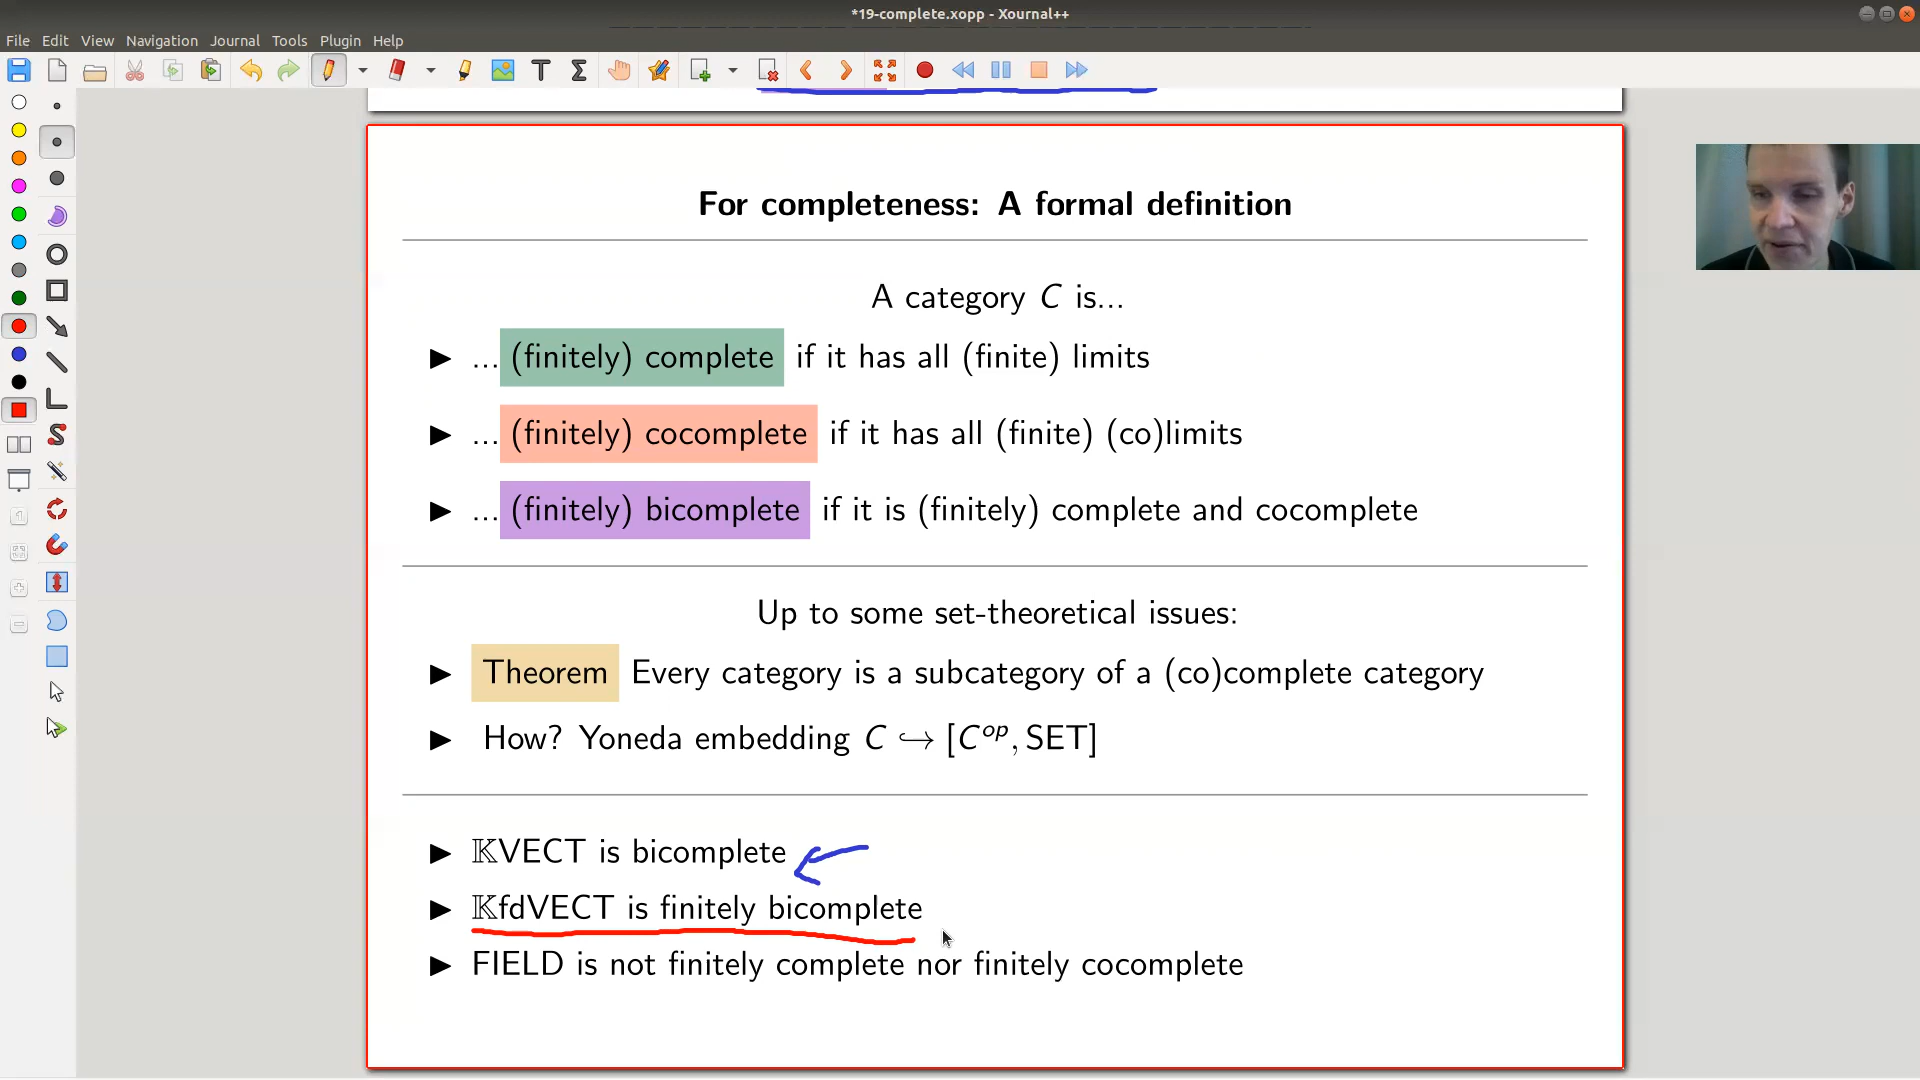 *19-complete.xopp - Xournal++
File Edit View Navigation Journal Tools Plugin Help
For completeness: A formal definition
A category C is...
► ... (finitely) complete if it has all (finite) limits
► ... (finitely) cocomplete if it has all (finite) (co)limits
► ... (finitely) bicomplete if it is (finitely) complete and cocomplete
Up to some set-theoretical issues:
► Theorem Every category is a subcategory of a (co)complete category
► How? Yoneda embedding C ↪ [C^{op}, SET]
► 𝕂VECT is bicomplete
► 𝕂fdVECT is finitely bicomplete
► FIELD is not finitely complete nor finitely cocomplete